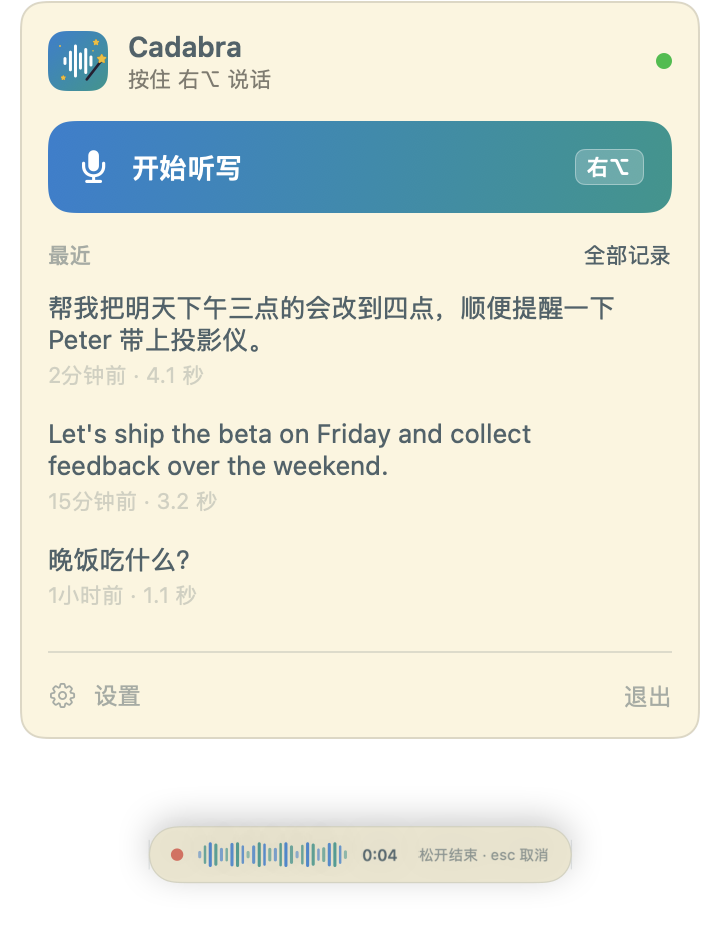 Cadabra
按住 右⌥ 说话
开始听写
右⌥
最近
全部记录
帮我把明天下午三点的会改到四点，顺便提醒一下
Peter 带上投影仪。
2分钟前 · 4.1 秒
Let's ship the beta on Friday and collect
feedback over the weekend.
15分钟前 · 3.2 秒
晚饭吃什么?
1小时前 · 1.1 秒
设置
退出
0:04
松开结束 · esc 取消